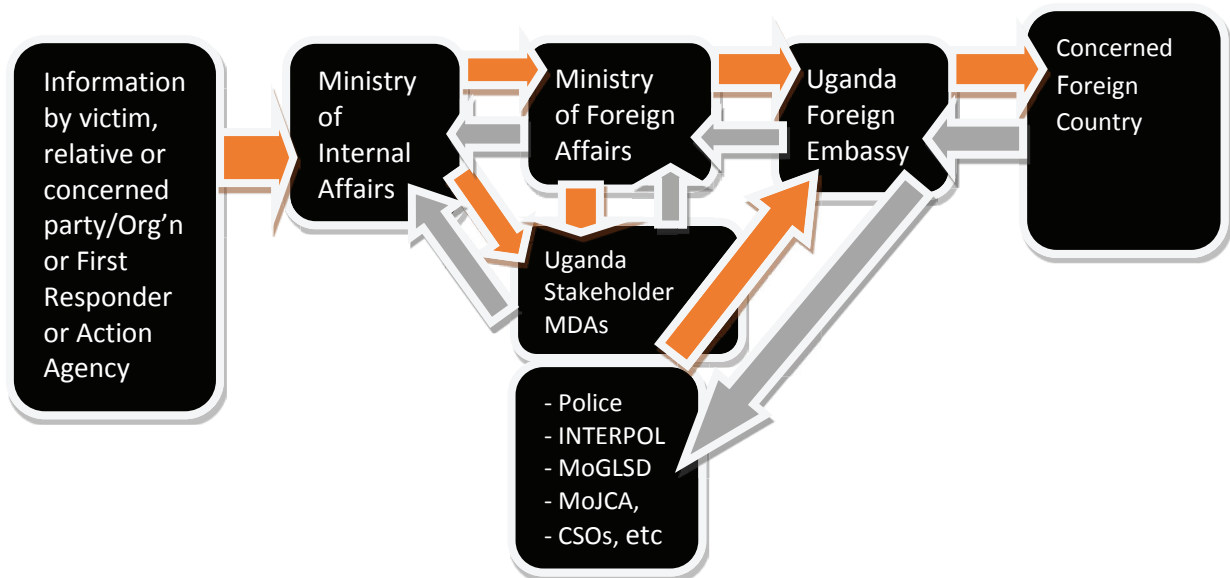 Information
by victim,
relative or
concerned
party/Org’n
or First
Responder
or Action
Agency
Ministry
of
Internal
Affairs
Ministry
of Foreign
Affairs
Uganda
Foreign
Embassy
Concerned
Foreign
Country
Uganda
Stakeholder
MDAs
- Police
- INTERPOL
- MoGLSD
- MoJCA,
- CSOs, etc